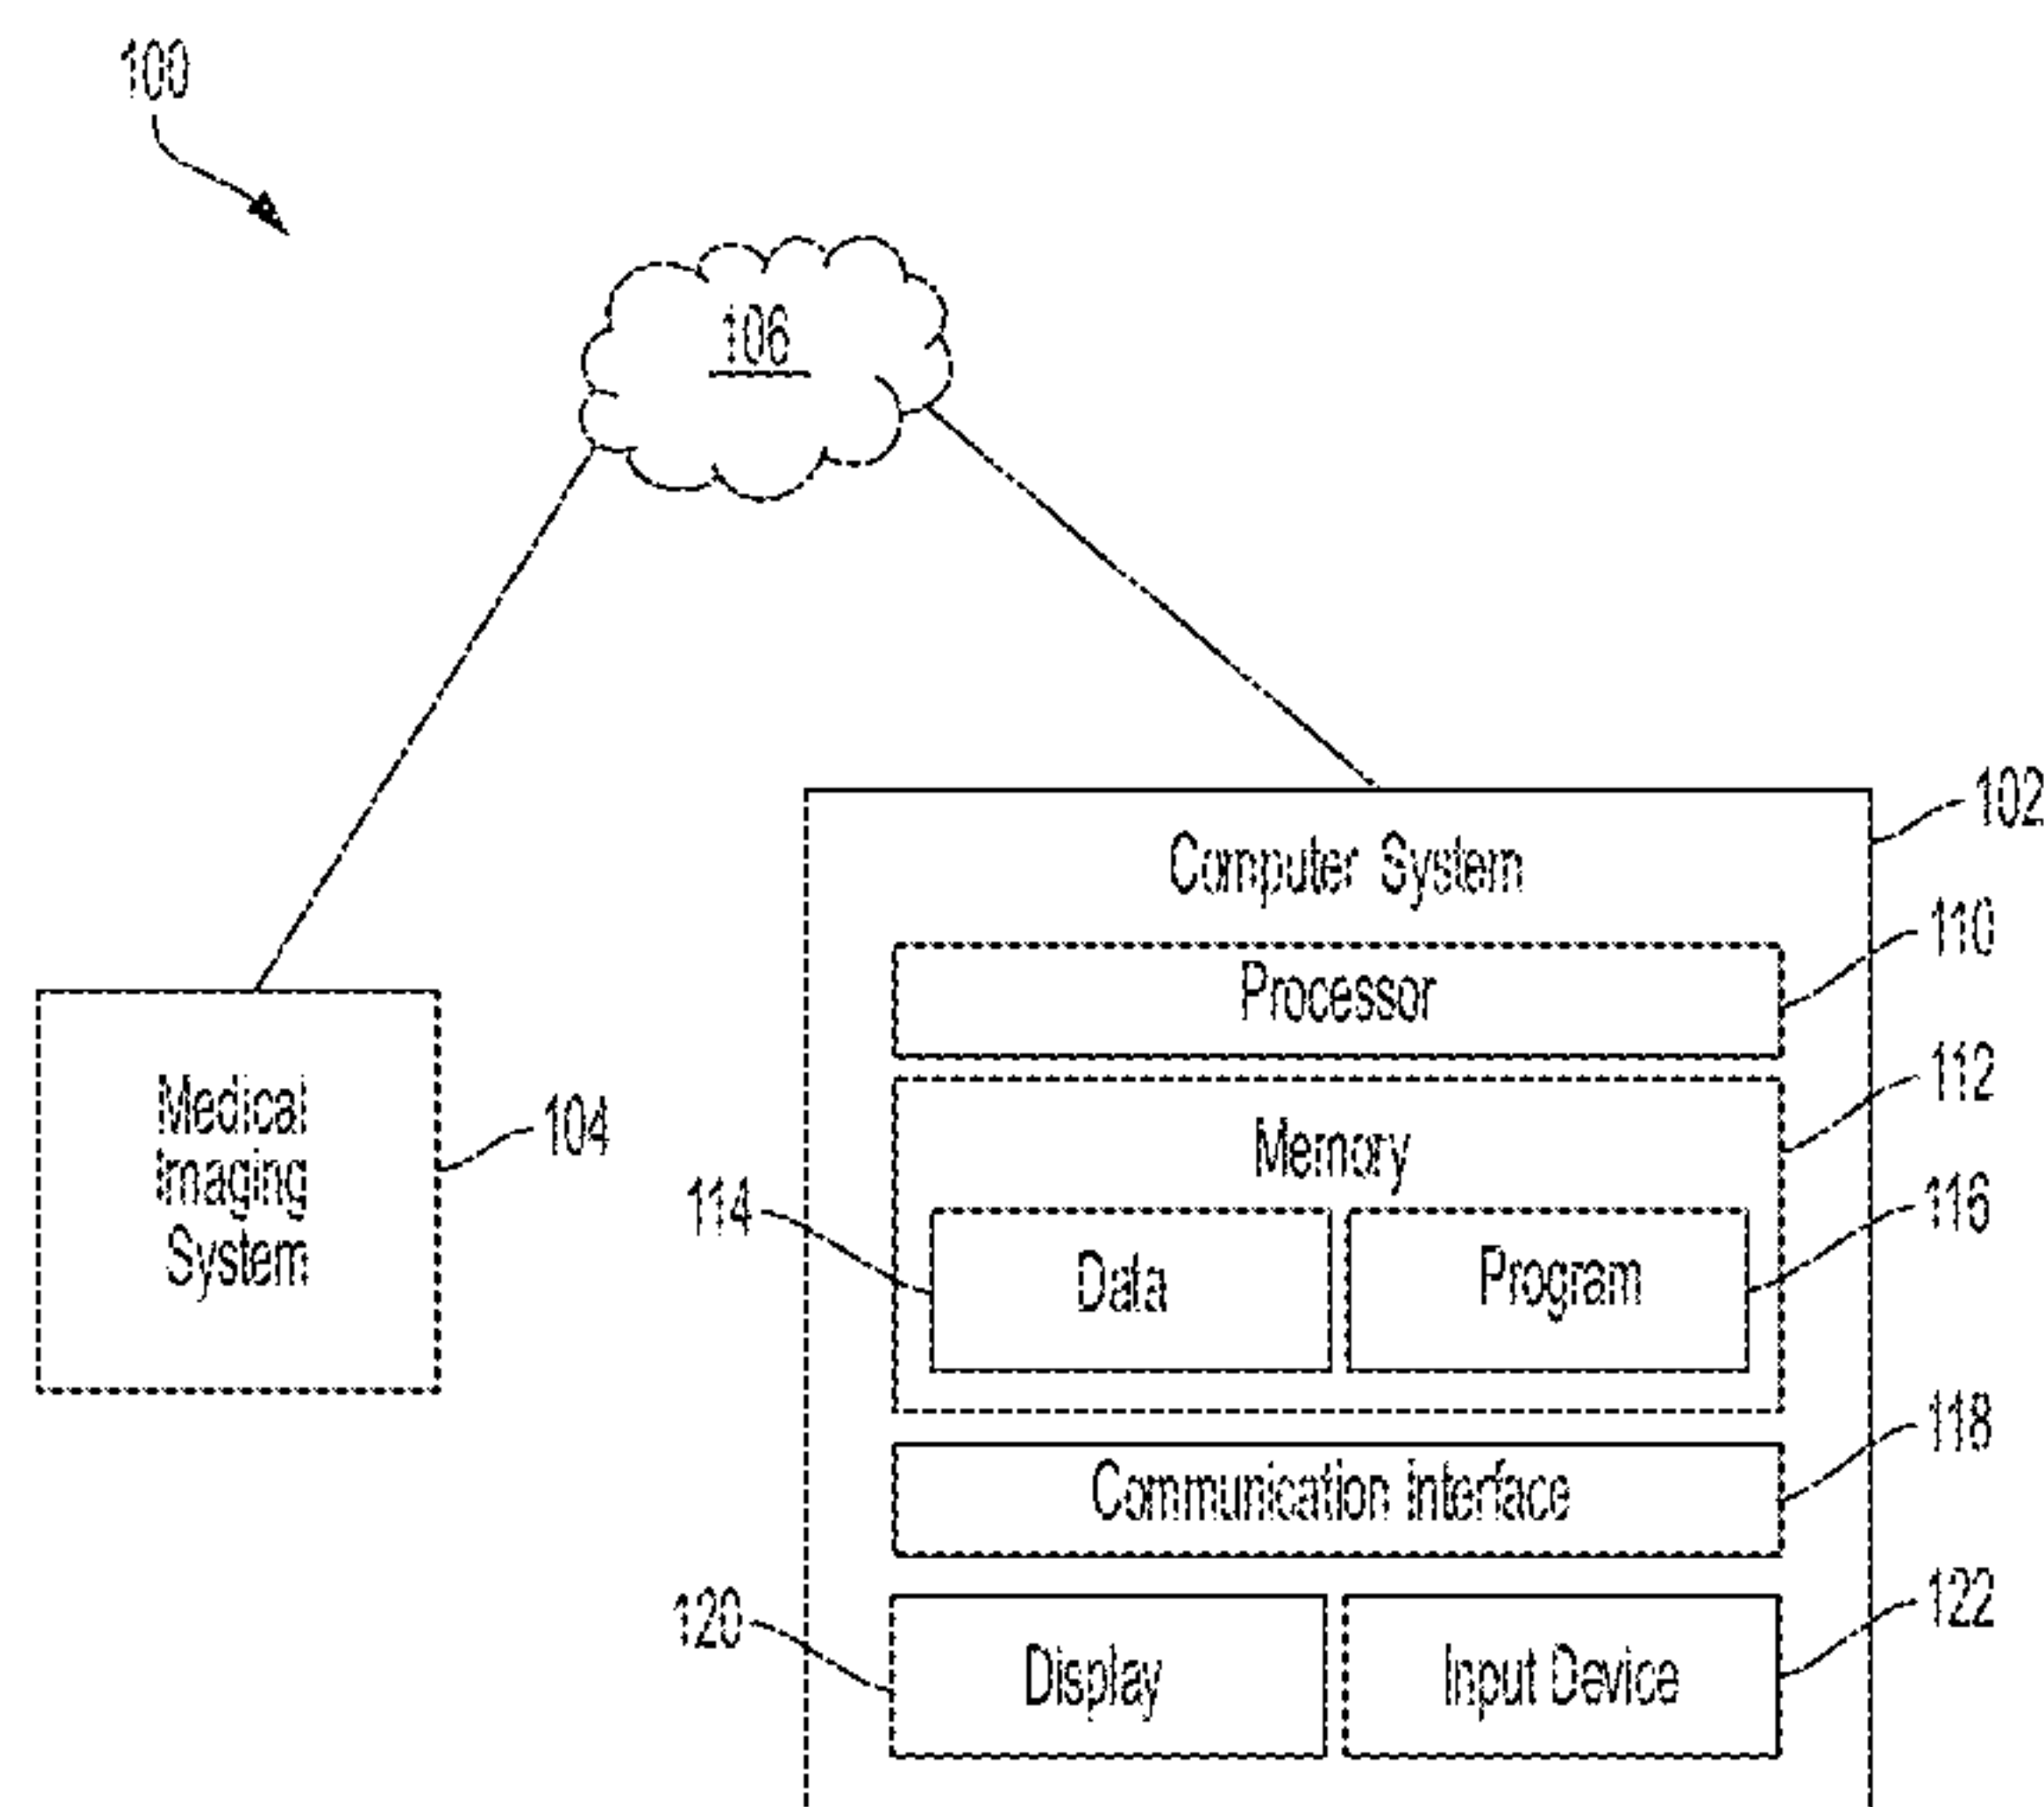 100
106
102
Computer System
110
Processor
112
Medical
Imaging
System
104
Memory
114
116
Data
Program
118
Communication Interface
120
122
Display
Input Device